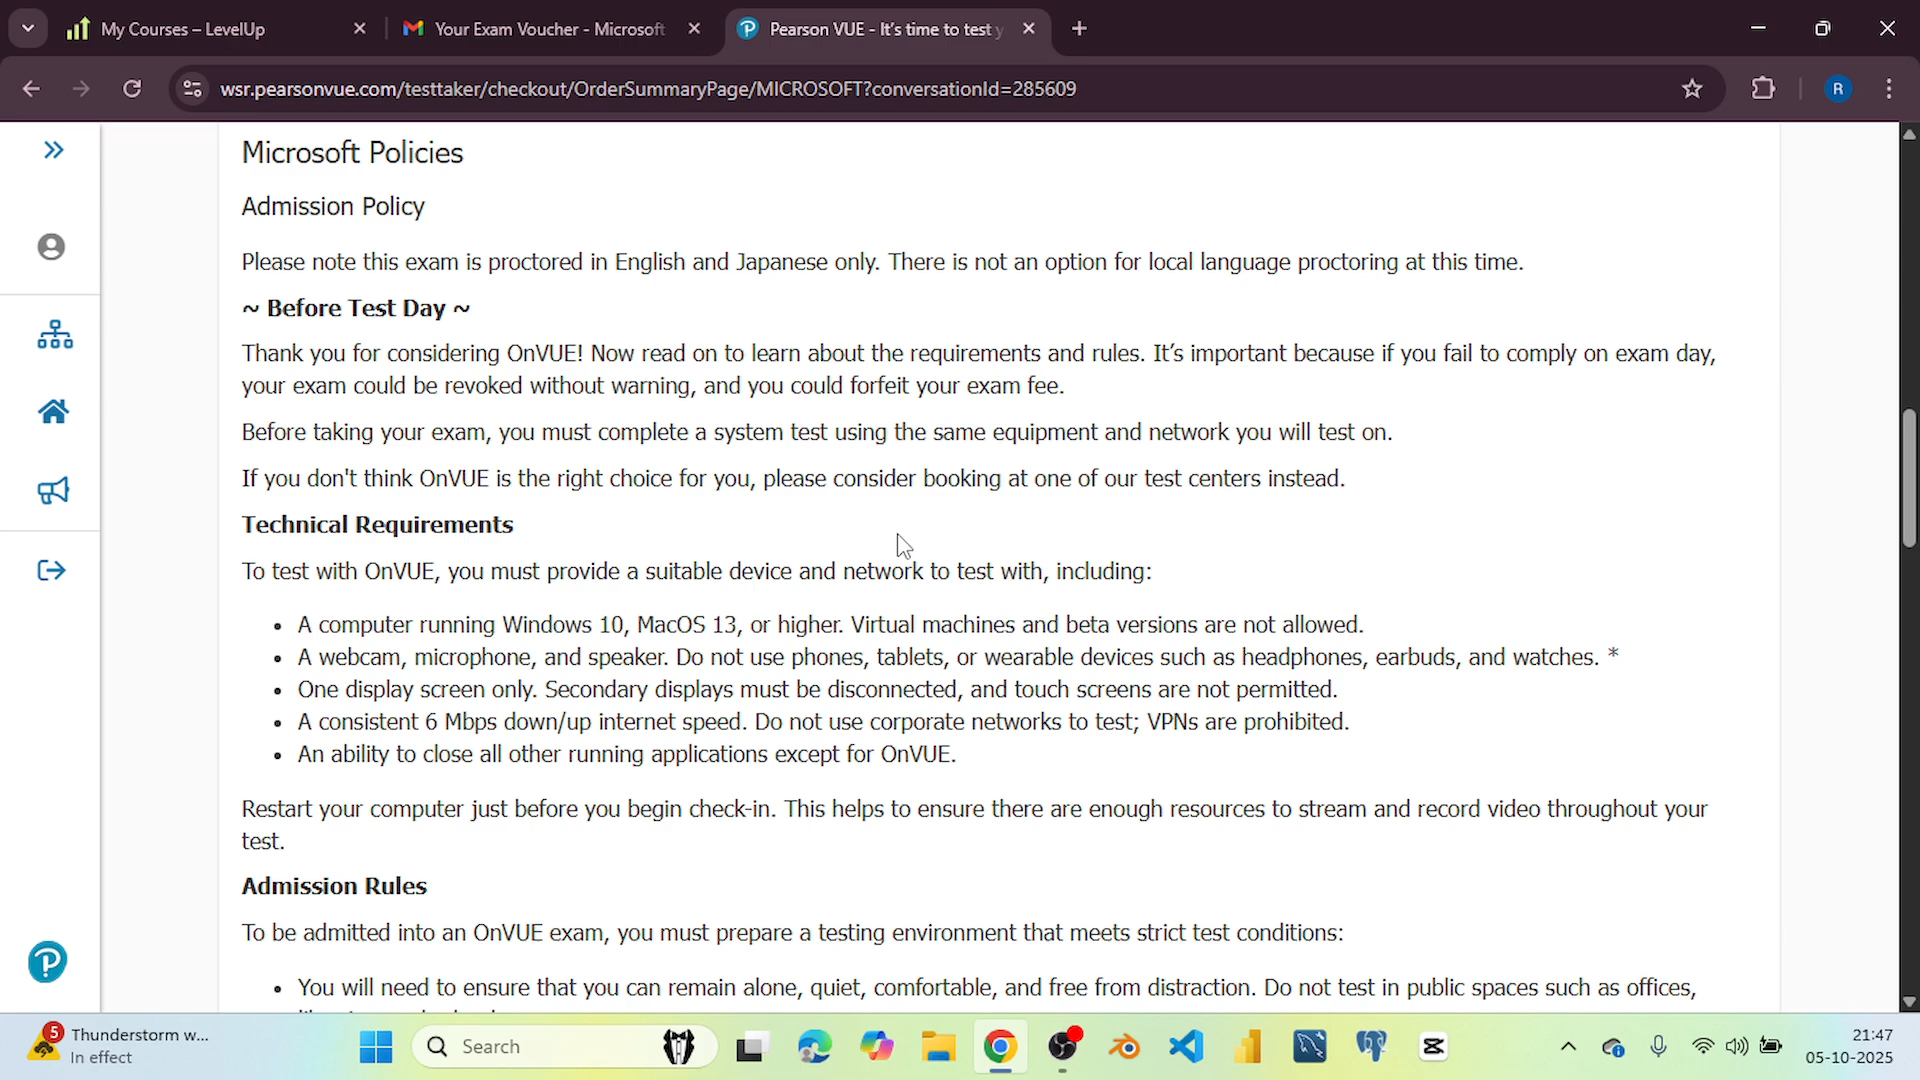 My Courses – LevelUp
Your Exam Voucher - Microsoft
Pearson VUE - It's time to test y
wsr.pearsonvue.com/testtaker/checkout/OrderSummaryPage/MICROSOFT?conversationId=285609
R
Microsoft Policies
Admission Policy
Please note this exam is proctored in English and Japanese only. There is not an option for local language proctoring at this time.
~ Before Test Day ~
Thank you for considering OnVUE! Now read on to learn about the requirements and rules. It's important because if you fail to comply on exam day,
your exam could be revoked without warning, and you could forfeit your exam fee.
Before taking your exam, you must complete a system test using the same equipment and network you will test on.
If you don't think OnVUE is the right choice for you, please consider booking at one of our test centers instead.
Technical Requirements
To test with OnVUE, you must provide a suitable device and network to test with, including:
• A computer running Windows 10, MacOS 13, or higher. Virtual machines and beta versions are not allowed.
• A webcam, microphone, and speaker. Do not use phones, tablets, or wearable devices such as headphones, earbuds, and watches. *
• One display screen only. Secondary displays must be disconnected, and touch screens are not permitted.
• A consistent 6 Mbps down/up internet speed. Do not use corporate networks to test; VPNs are prohibited.
• An ability to close all other running applications except for OnVUE.
Restart your computer just before you begin check-in. This helps to ensure there are enough resources to stream and record video throughout your
test.
Admission Rules
To be admitted into an OnVUE exam, you must prepare a testing environment that meets strict test conditions:
• You will need to ensure that you can remain alone, quiet, comfortable, and free from distraction. Do not test in public spaces such as offices,
5
Thunderstorm w...
In effect
Search
21:47
05-10-2025